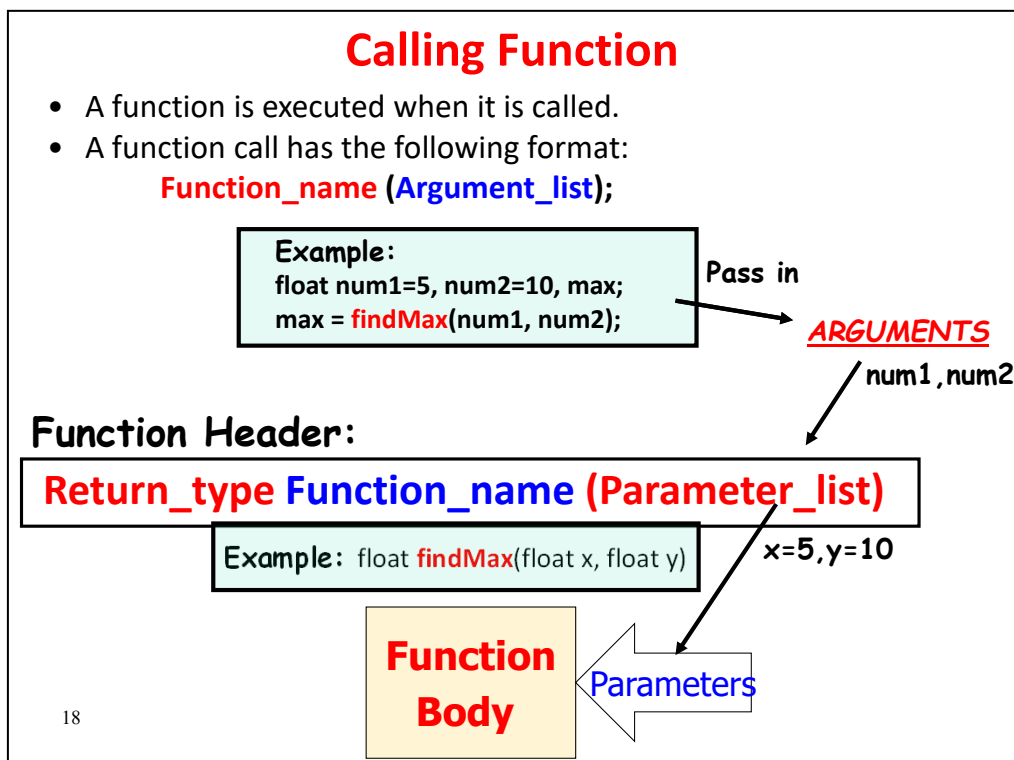 Calling Function
• A function is executed when it is called.
• A function call has the following format:
Function_name (Argument_list);
Example:
float num1=5, num2=10, max;
max = findMax(num1, num2);
Pass in
ARGUMENTS
num1,num2
Function Header:
Return_type Function_name (Parameter_list)
Example: float findMax(float x, float y)
x=5,y=10
Function
Body
Parameters
18